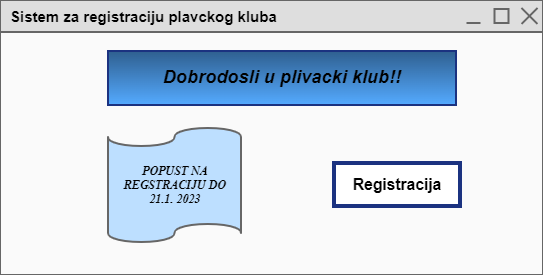 Sistem za registraciju plavckog kluba
Dobrodosli u plivacki klub!!
POPUST NA
REGSTRACIJU DO
21.1. 2023
Registracija